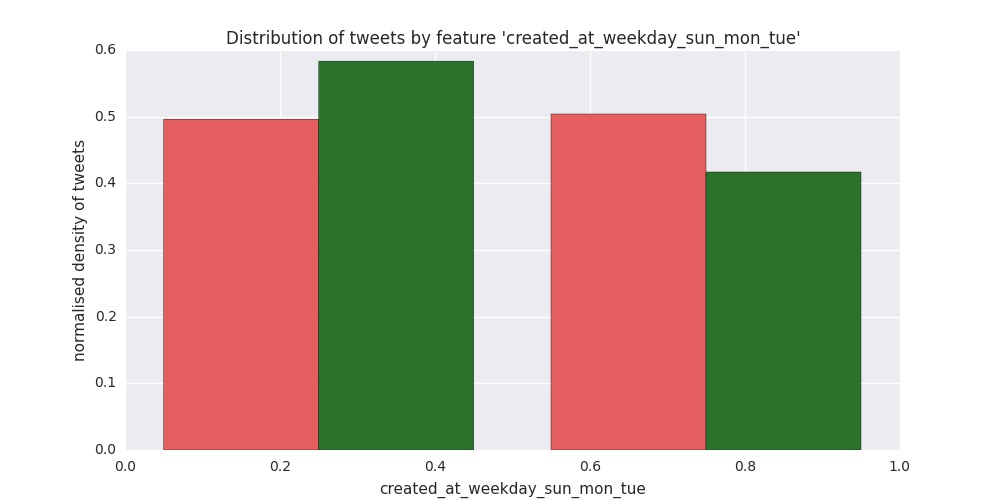 Distribution of tweets by feature 'created_at_weekday_sun_mon_tue'
0.6
0.5
0.4
0.3
0.2
0.1
0.0
normalised density of tweets
0.0 0.2 0.4 0.6 0.8 1.0
created_at_weekday_sun_mon_tue